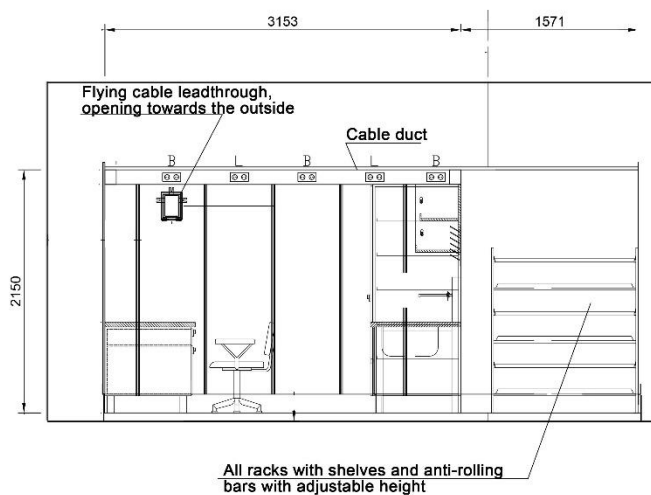 3153
1571
Flying cable leadthrough,
opening towards the outside
Cable duct
B
L
B
L
B
2150
All racks with shelves and anti-rolling
bars with adjustable height